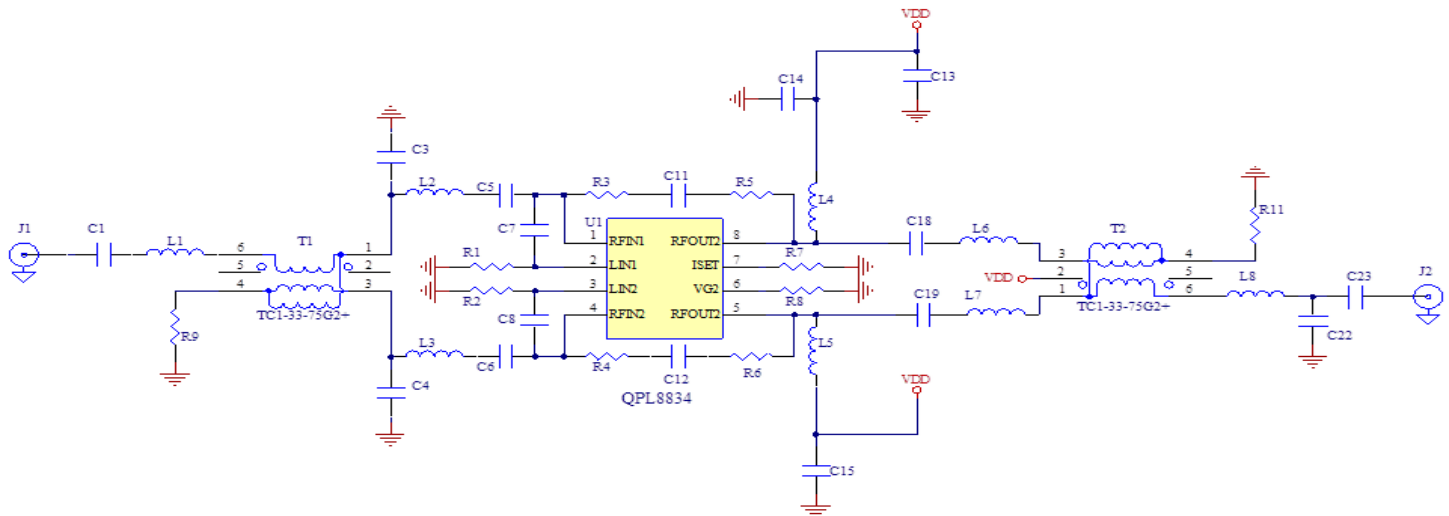 VDD
C14
C13
C3
L2
C5
R3
C11
R5
L4
R11
J1
C1
L1
6
T1
1
C7
U1
1
RFIN1
RFOUT2
8
C18
L6
T2
5
2
R1
2
LIN1
ISET
7
R7
3
4
4
3
R2
3
LIN2
VG2
6
R8
VDD
2
5
L8
C23
J2
TC1-33-75G2+
C8
4
RFIN2
RFOUT2
5
C19
L7
1
6
TC1-33-75G2+
R9
C22
L3
C6
R4
C12
R6
L5
C4
QPL8834
VDD
C15